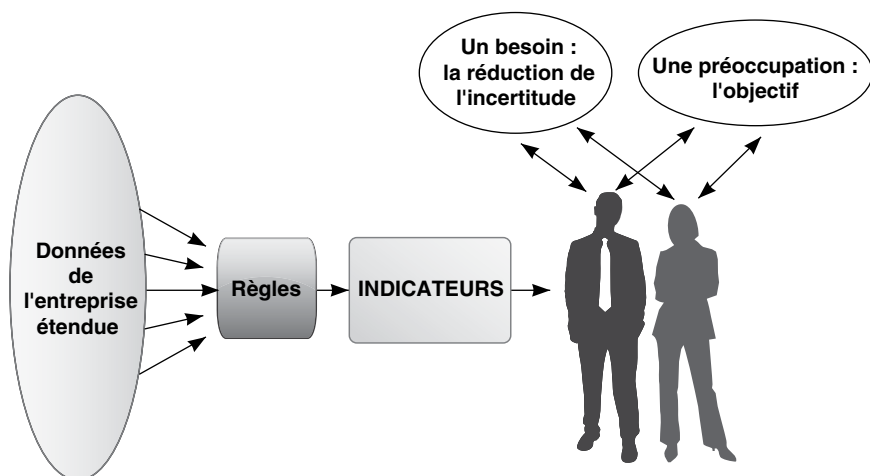 Un besoin :
la réduction de
l'incertitude
Une préoccupation :
l'objectif
Données
de
l'entreprise
étendue
Règles
INDICATEURS